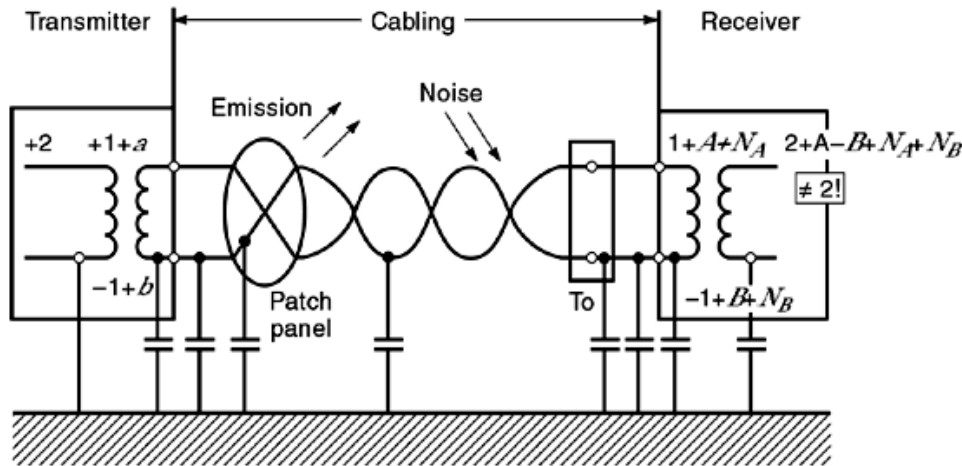 Transmitter
Cabling
Receiver
Emission
Noise
+2
+1+a
1+A+N_A
2+A−B+N_A+N_B
≠ 2!
−1+b
Patch
panel
To
−1+B+N_B